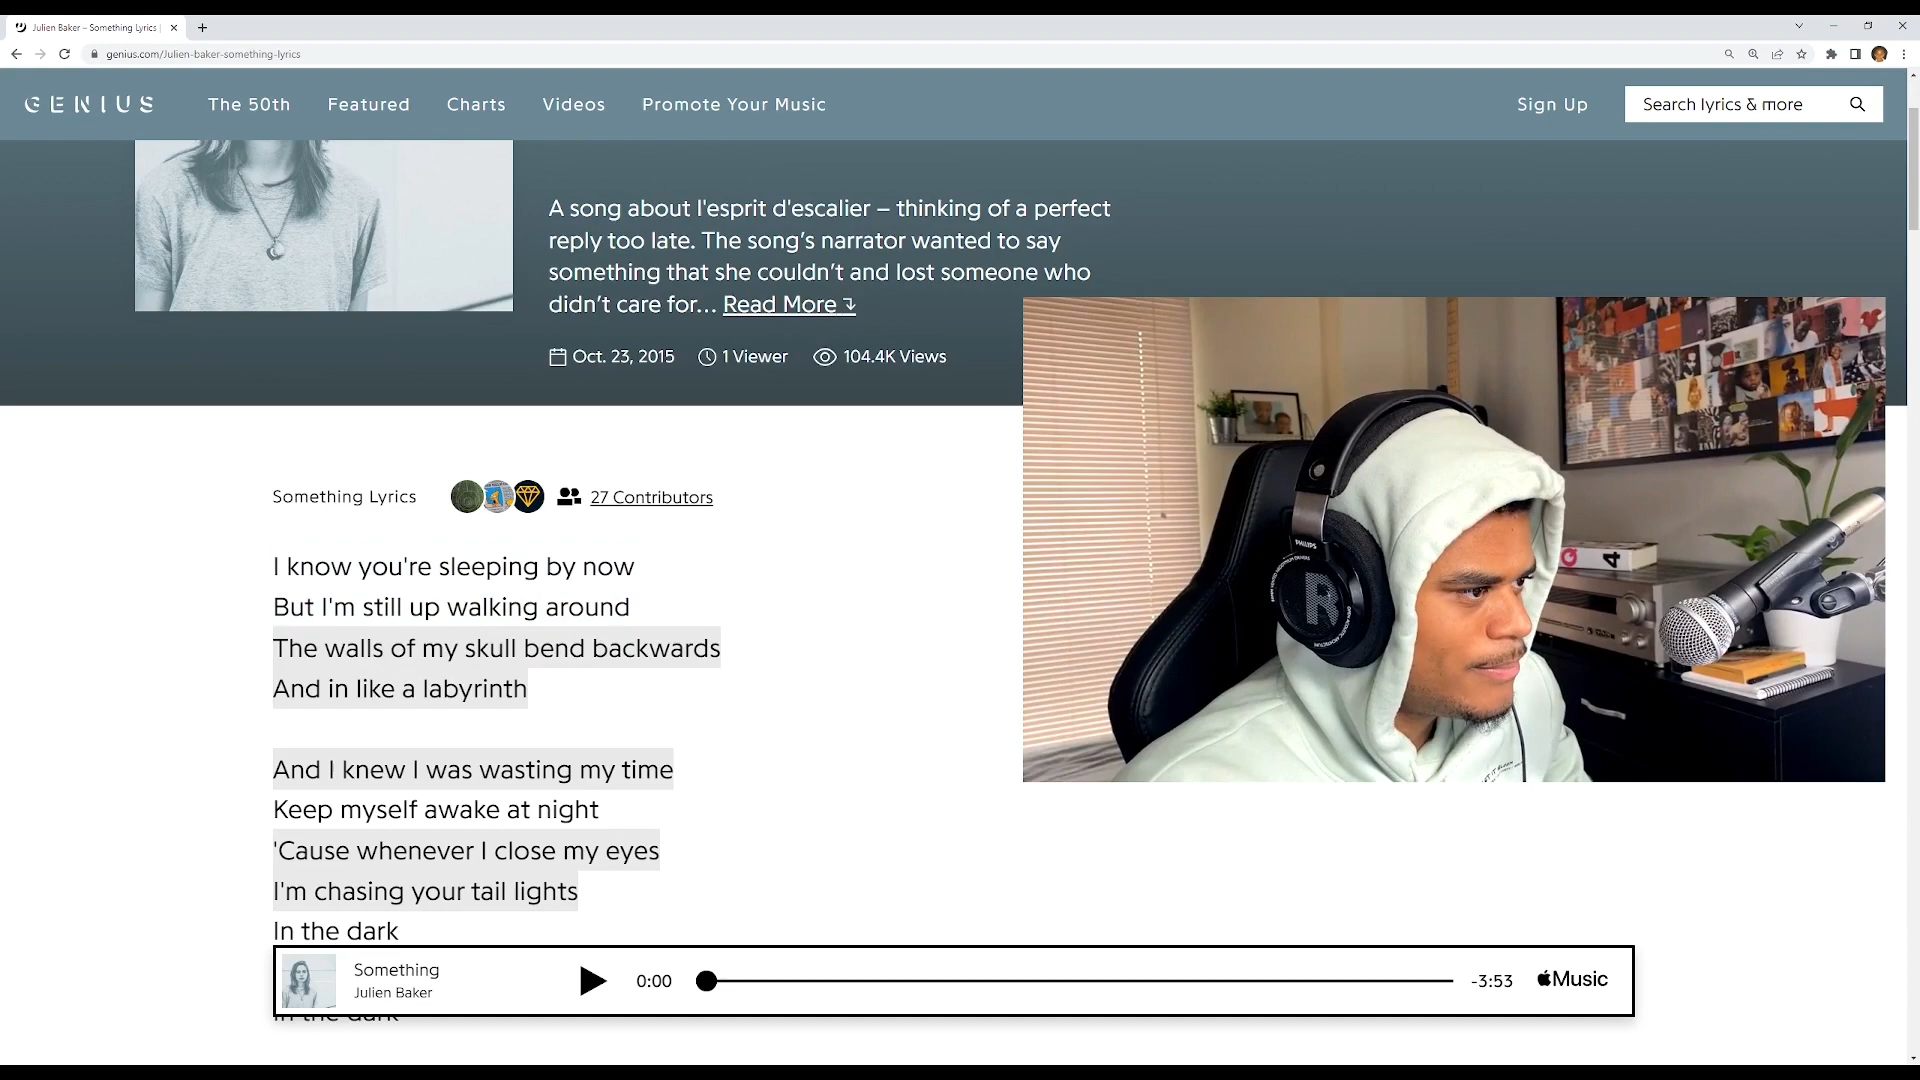 Julien Baker – Something Lyrics |
genius.com/Julien-baker-something-lyrics
GENIUS
The 50th
Featured
Charts
Videos
Promote Your Music
Sign Up
Search lyrics & more
A song about l'esprit d'escalier – thinking of a perfect
reply too late. The song's narrator wanted to say
something that she couldn't and lost someone who
didn't care for... Read More
Oct. 23, 2015
1 Viewer
104.4K Views
Something Lyrics
27 Contributors
I know you're sleeping by now
But I'm still up walking around
The walls of my skull bend backwards
And in like a labyrinth
And I knew I was wasting my time
Keep myself awake at night
'Cause whenever I close my eyes
I'm chasing your tail lights
In the dark
Something
Julien Baker
0:00
-3:53
Music
In the dark
PHILIPS
R
4